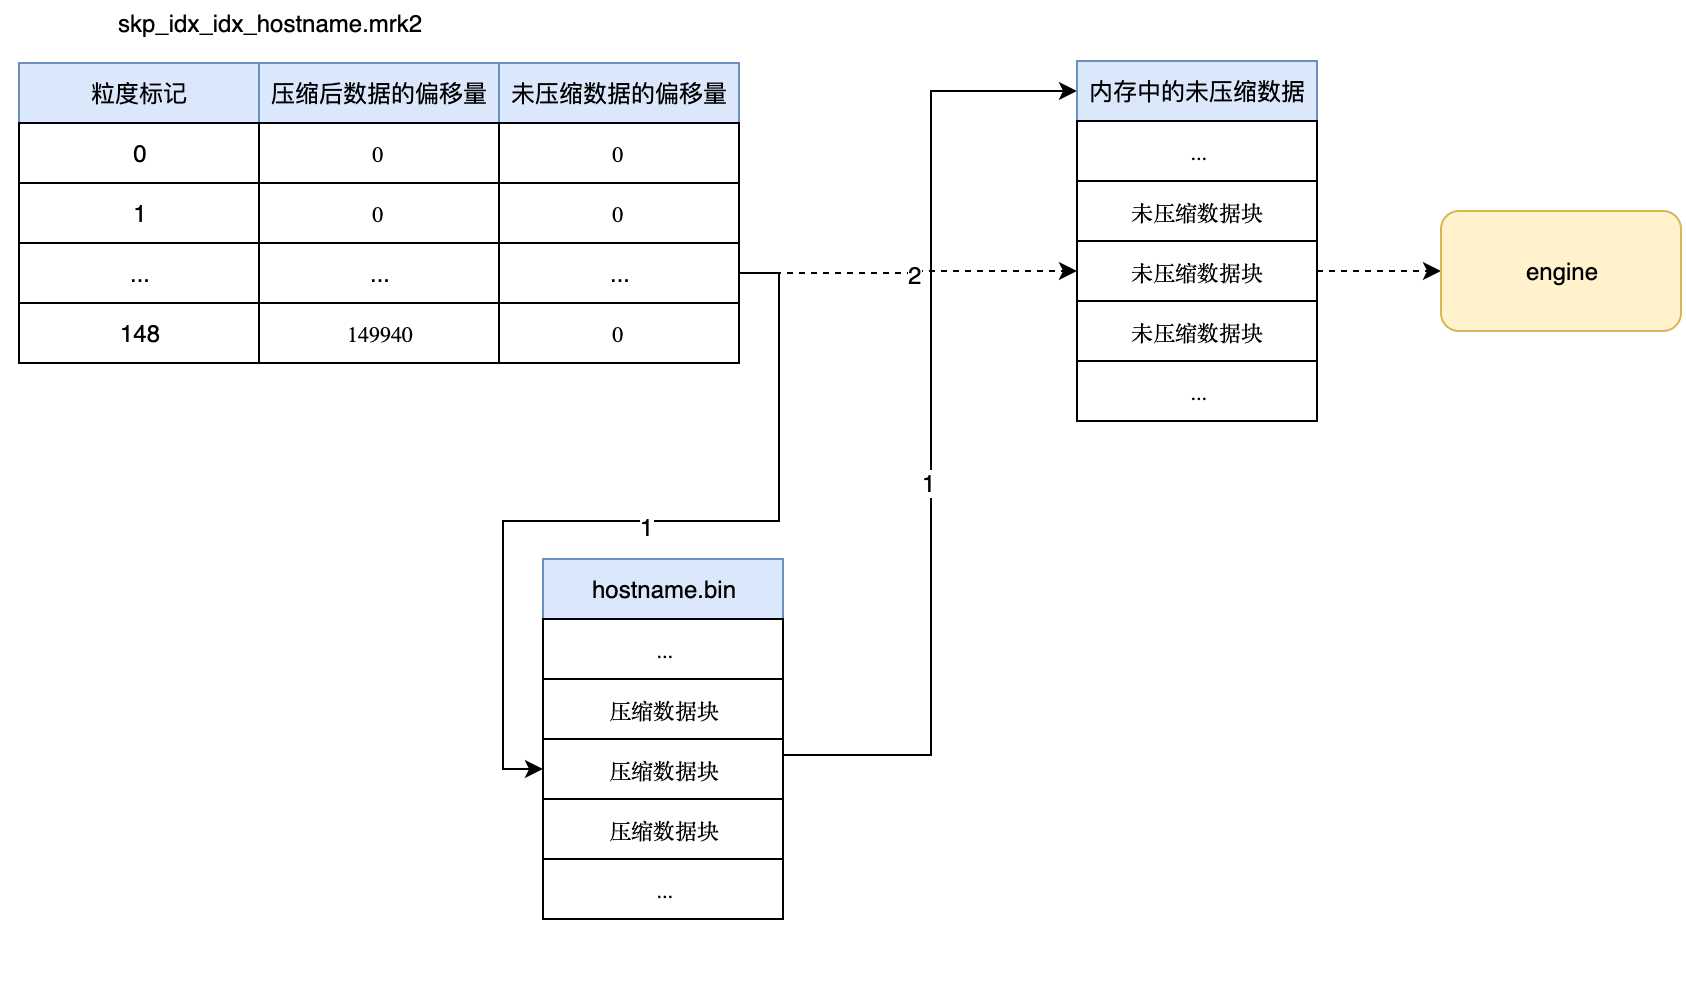 skp_idx_idx_hostname.mrk2
粒度标记 压缩后数据的偏移量 未压缩数据的偏移量
0 0 0
1 0 0
... ... ...
148 149940 0
内存中的未压缩数据
...
未压缩数据块
未压缩数据块
未压缩数据块
...
2
engine
1
1
hostname.bin
...
压缩数据块
压缩数据块
压缩数据块
...